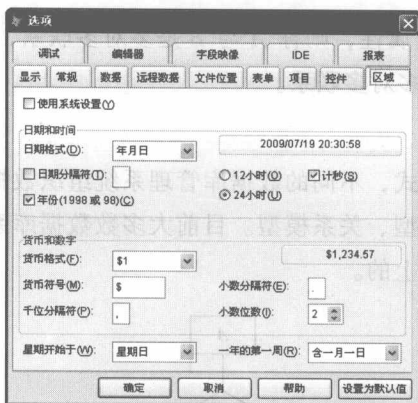 选项
调试 编辑器 字段映像 IDE 报表
显示 常规 数据 远程数据 文件位置 表单 项目 控件 区域
使用系统设置(Y)
日期和时间
日期格式(D): 年月日 2009/07/19 20:30:58
日期分隔符(T) 12小时(O) 计秒(S)
年份(1998 或 98)(C) 24小时(U)
货币和数字
货币格式(F): $1 $1,234.57
货币符号(M): $ 小数分隔符(E): .
千位分隔符(P): , 小数位数(I): 2
星期开始于(W): 星期日 一年的第一周(R): 含一月一日
确定 取消 帮助 设置为默认值